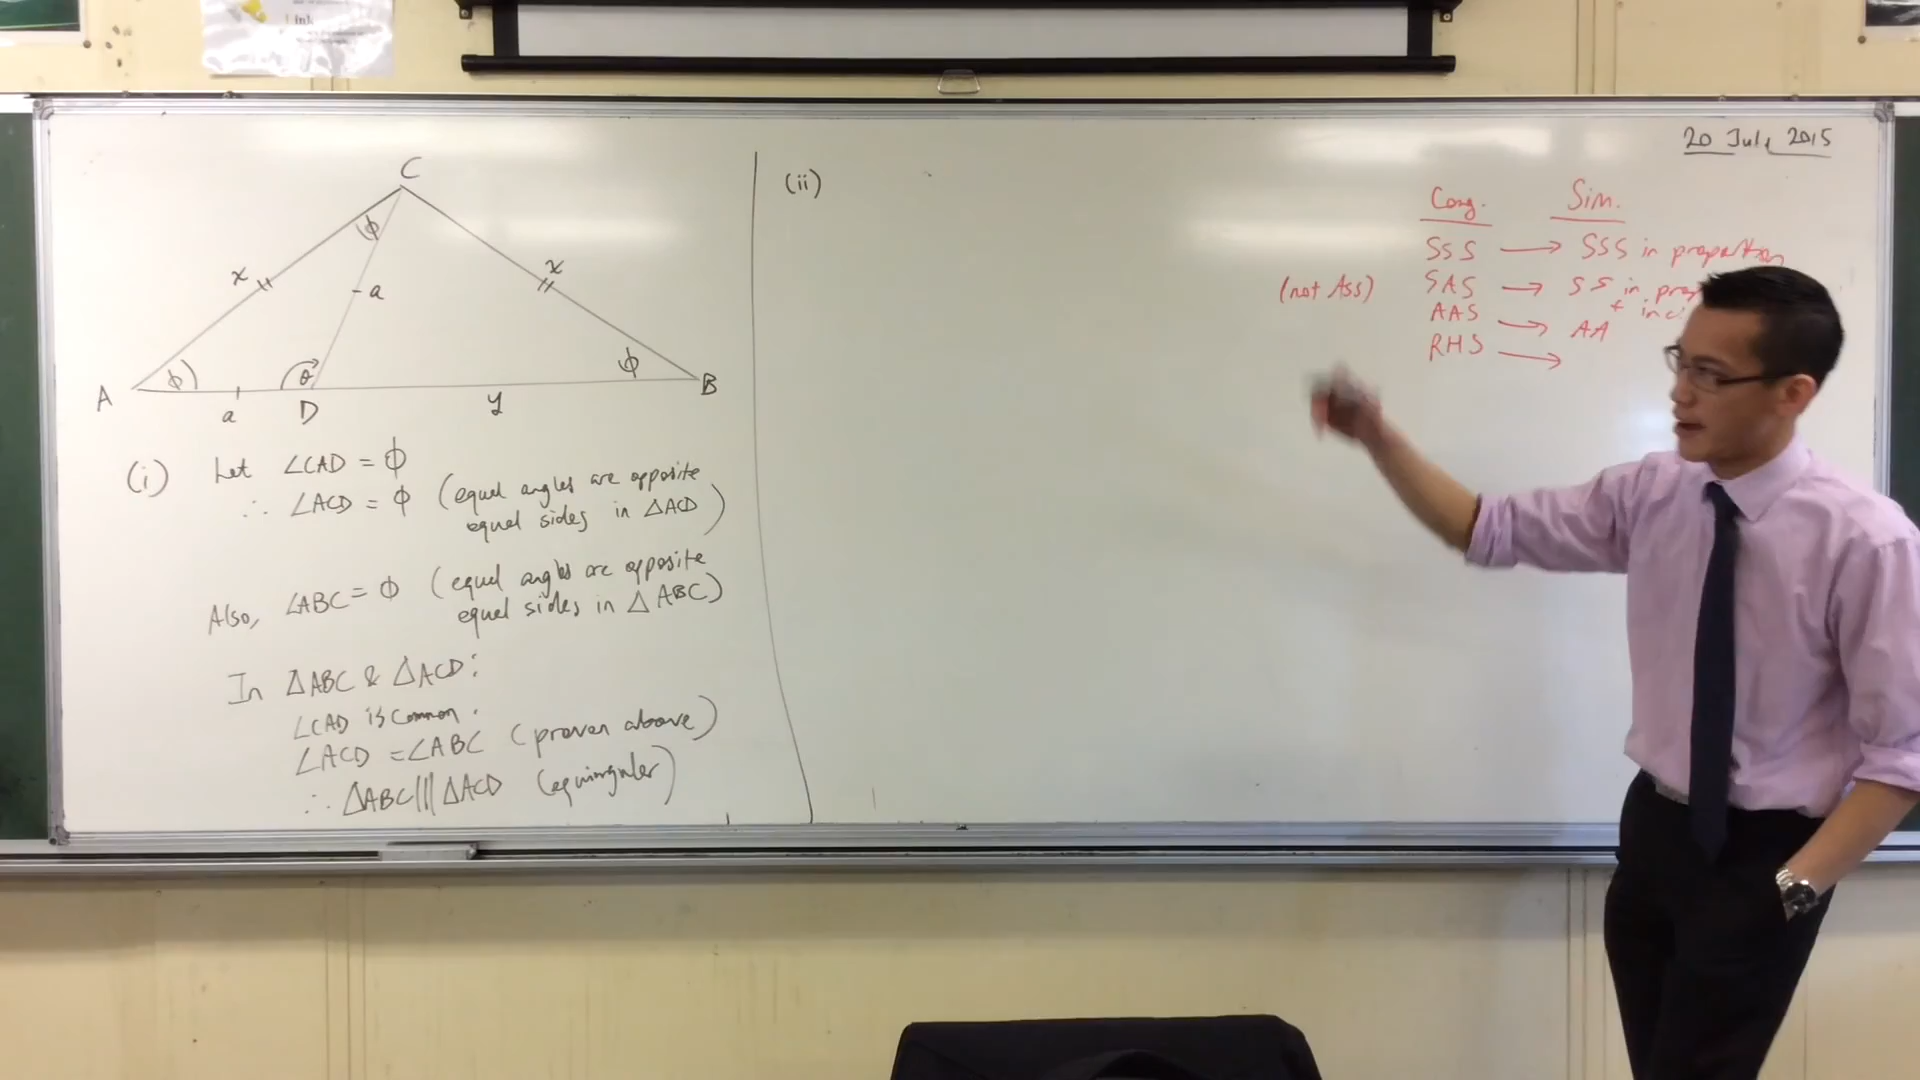 ink
20 July 2015
C
φ
x
x
a
φ
θ
φ
A
a
D
y
B
(i) Let ∠CAD = φ
∴ ∠ACD = φ (equal angles are opposite
equal sides in △ACD)
Also, ∠ABC = φ (equal angles are opposite
equal sides in △ABC)
In △ABC & △ACD:
∠CAD is common.
∠ACD = ∠ABC (proven above)
∴ △ABC ||| △ACD (equiangular)
(ii)
Cong. Sim.
SSS → SSS in proportion
(not Ass) SAS → SS in
+
AAS → AA
RHS →